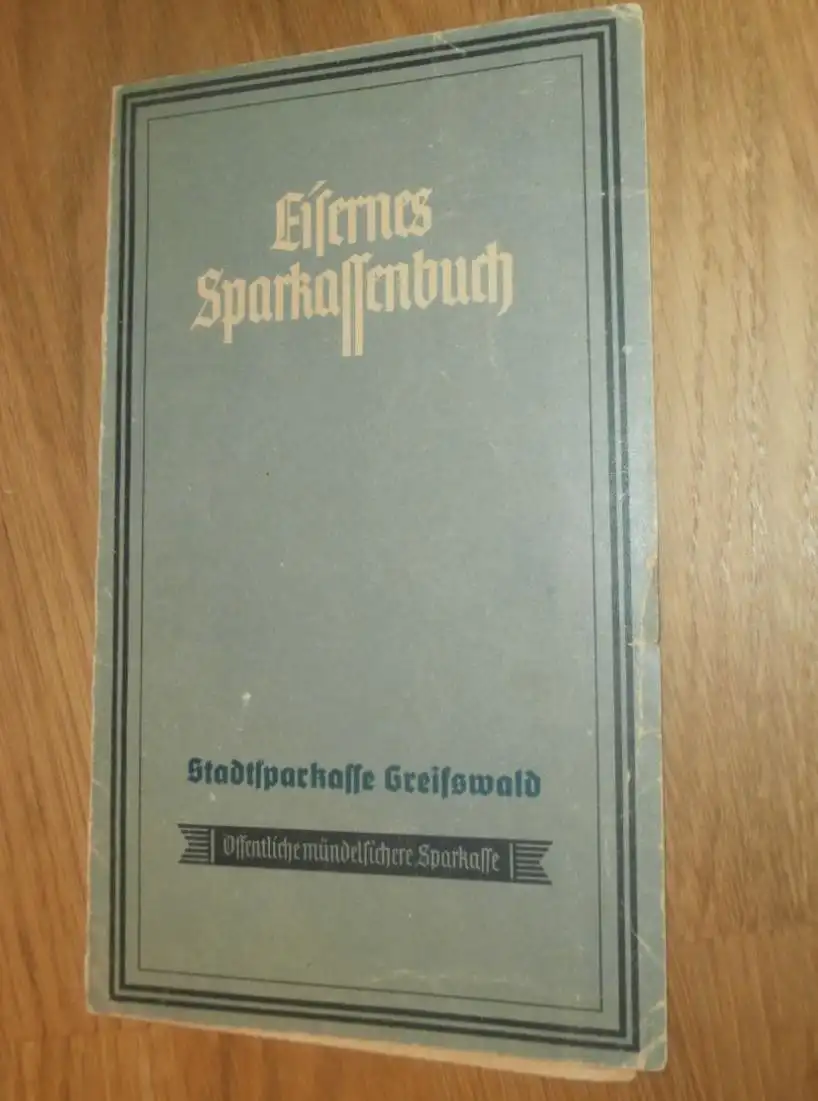 Eisernes
Sparkassenbuch
Stadtsparkasse Greifswald
Öffentliche mündelsichere Sparkasse